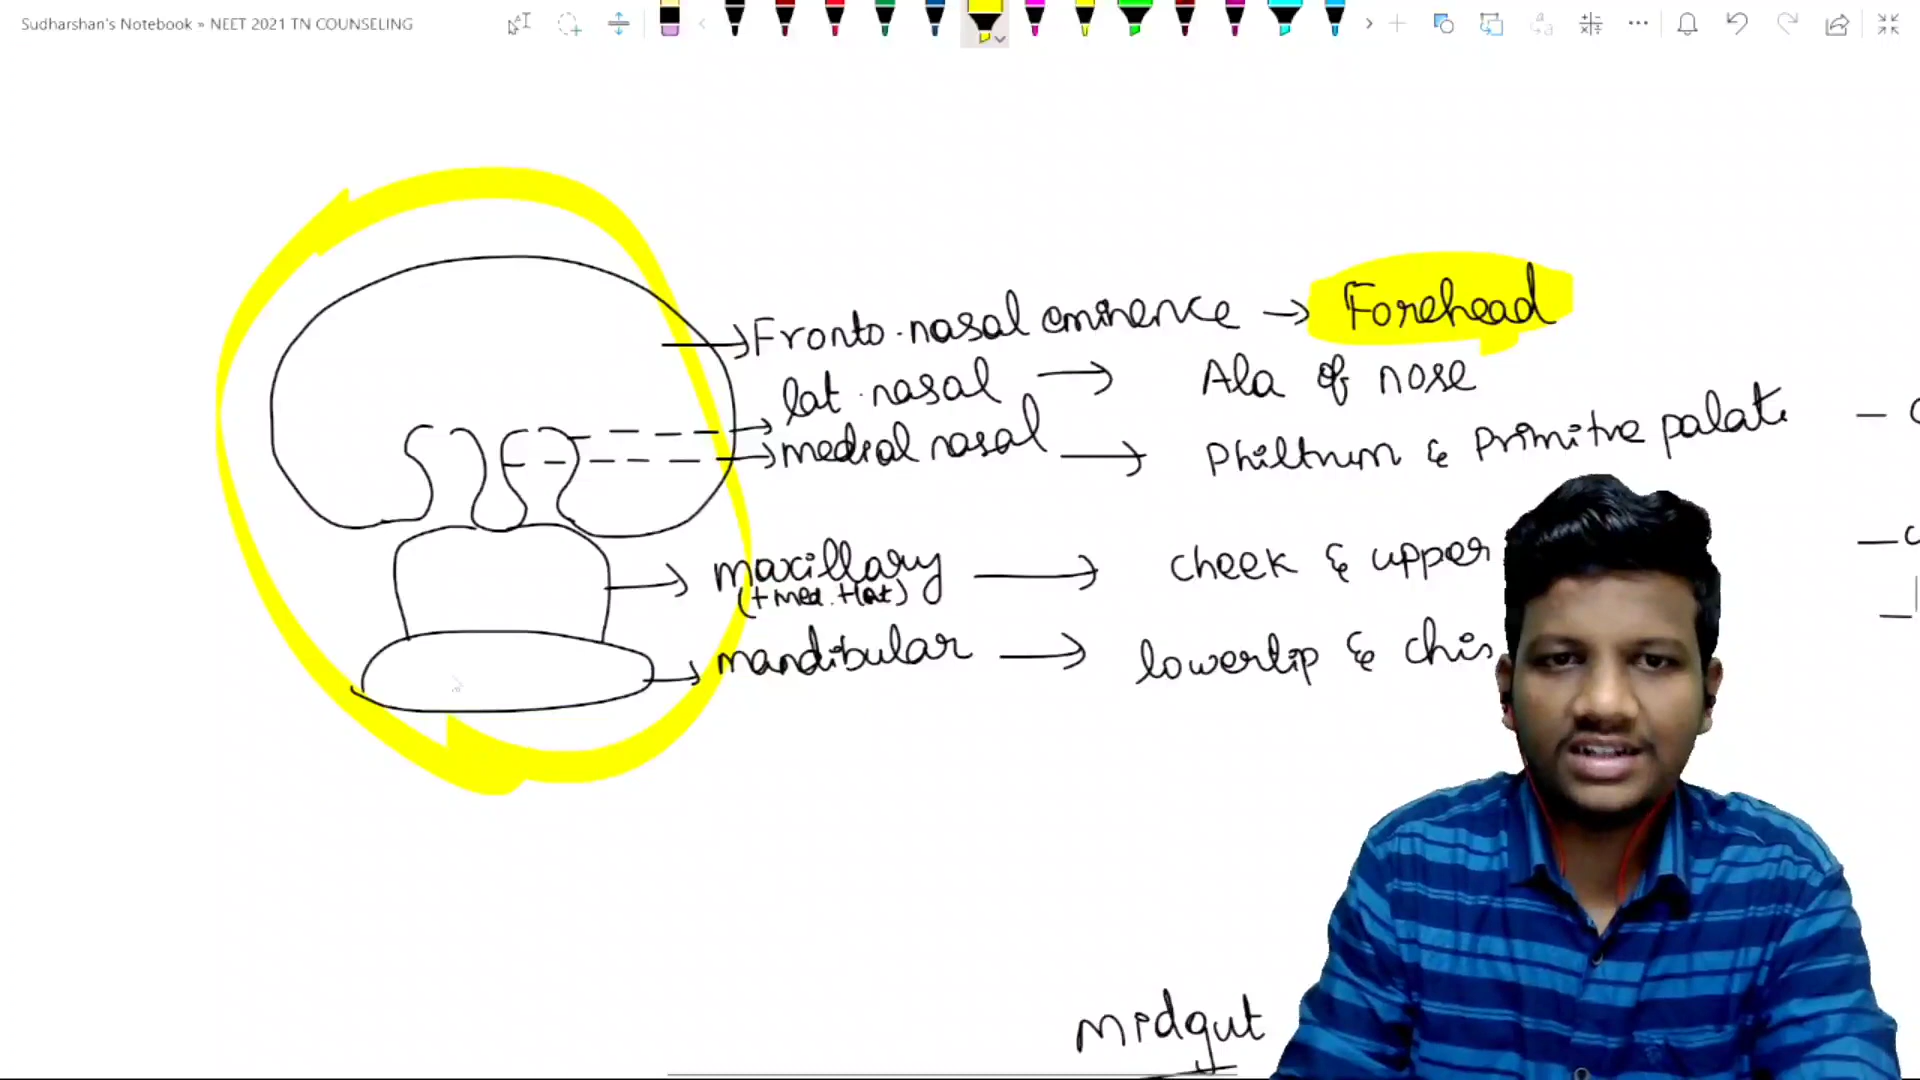 Sudharshan's Notebook » NEET 2021 TN COUNSELING
Fronto.nasal eminence → Forehead
lat.nasal → Ala of nose
medial nasal → Philtrum & Primitive palate –
maxillary → cheek & upper –
(+ med. + lat)
mandibular → lowerlip & chin
midgut